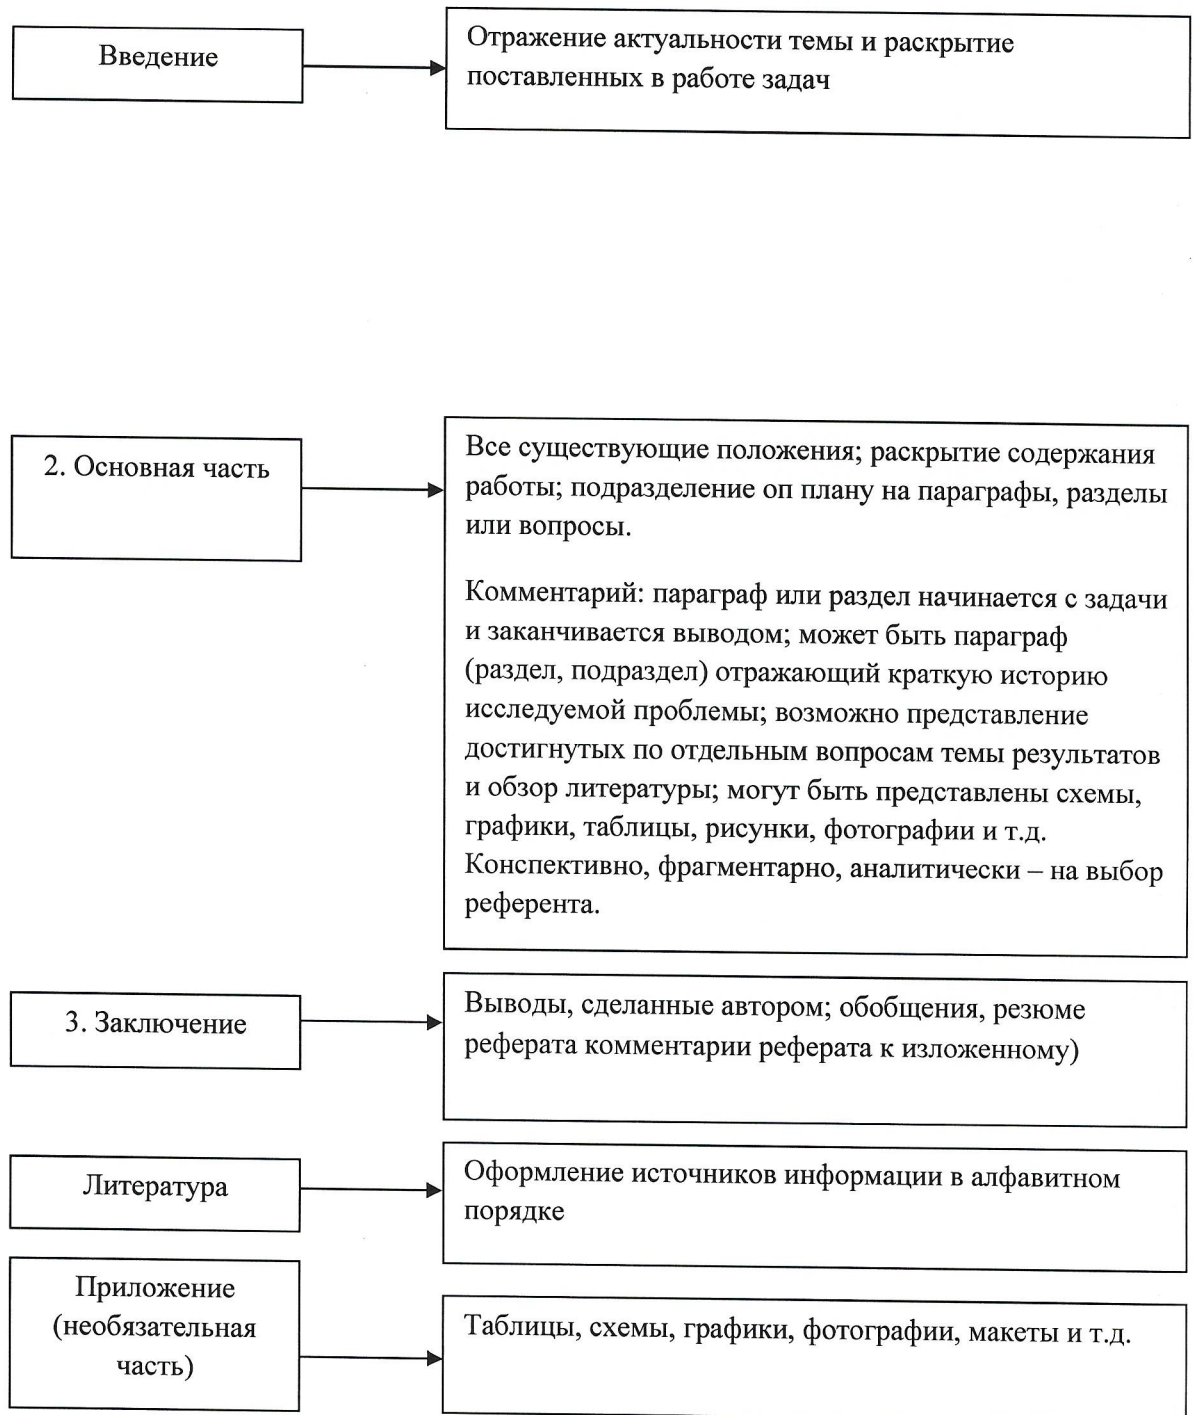 Введение
Отражение актуальности темы и раскрытие
поставленных в работе задач
2. Основная часть
Все существующие положения; раскрытие содержания
работы; подразделение оп плану на параграфы, разделы
или вопросы.
Комментарий: параграф или раздел начинается с задачи
и заканчивается выводом; может быть параграф
(раздел, подраздел) отражающий краткую историю
исследуемой проблемы; возможно представление
достигнутых по отдельным вопросам темы результатов
и обзор литературы; могут быть представлены схемы,
графики, таблицы, рисунки, фотографии и т.д.
Конспективно, фрагментарно, аналитически – на выбор
референта.
3. Заключение
Выводы, сделанные автором; обобщения, резюме
реферата комментарии реферата к изложенному)
Литература
Оформление источников информации в алфавитном
порядке
Приложение
(необязательная
часть)
Таблицы, схемы, графики, фотографии, макеты и т.д.